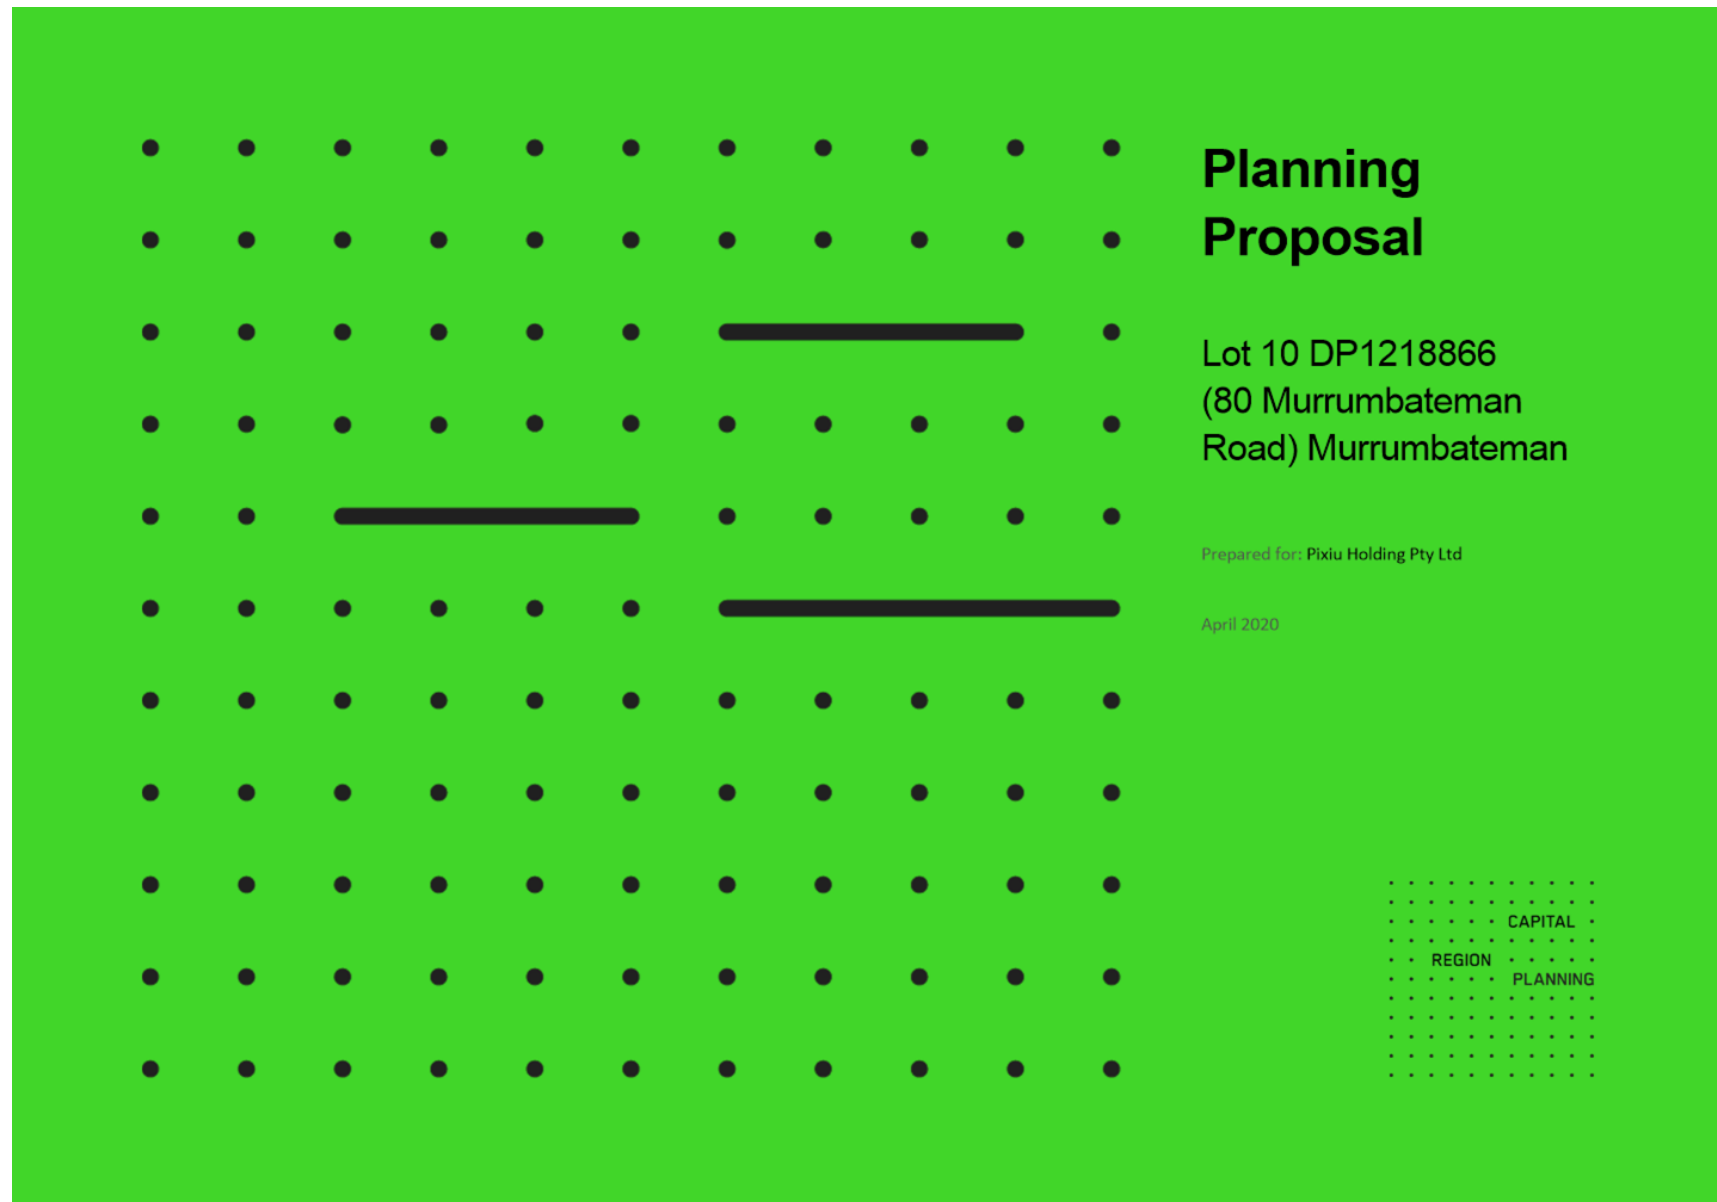 Planning
Proposal
Lot 10 DP1218866
(80 Murrumbateman
Road) Murrumbateman
Prepared for: Pixiu Holding Pty Ltd
April 2020
CAPITAL
REGION
PLANNING